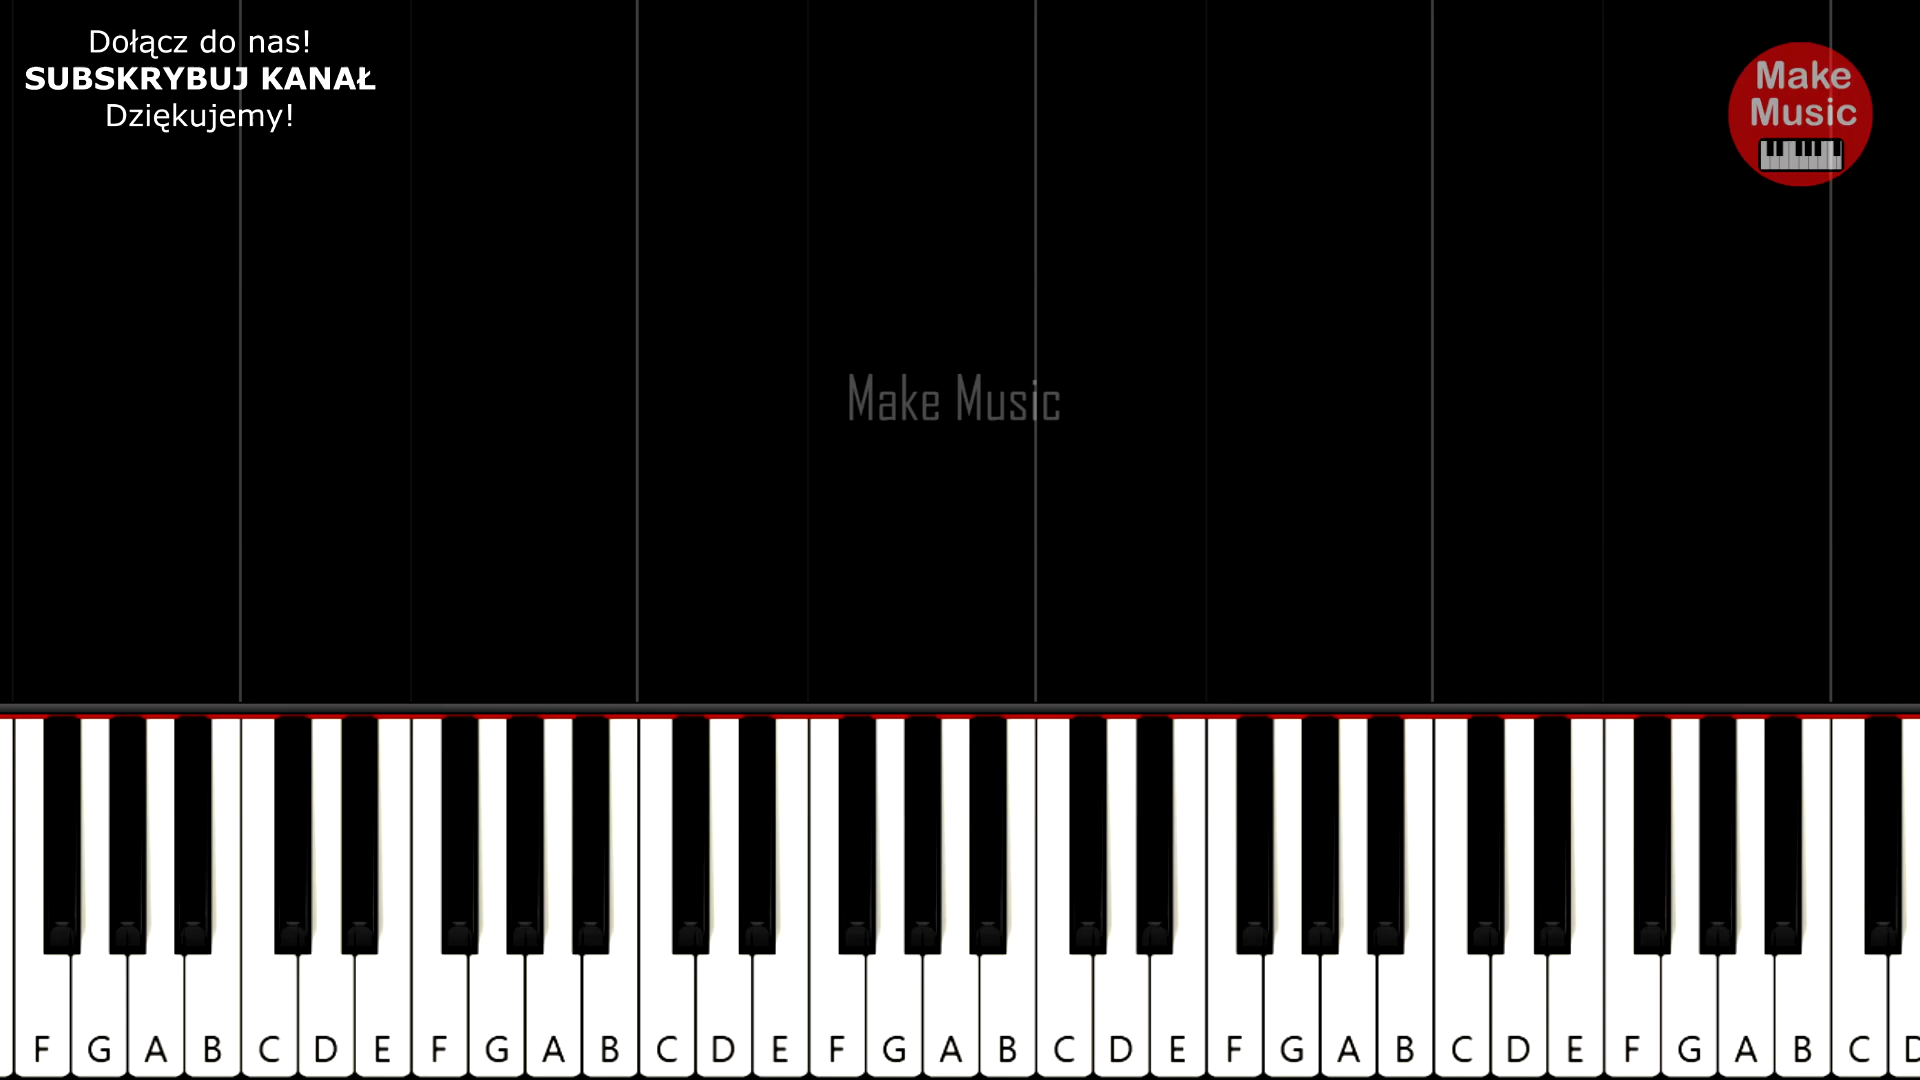 Dołącz do nas!
SUBSKRYBUJ KANAŁ
Dziękujemy!
Make
Music
Make Music
F G A B C D E F G A B C D E F G A B C D E F G A B C D E F G A B C D